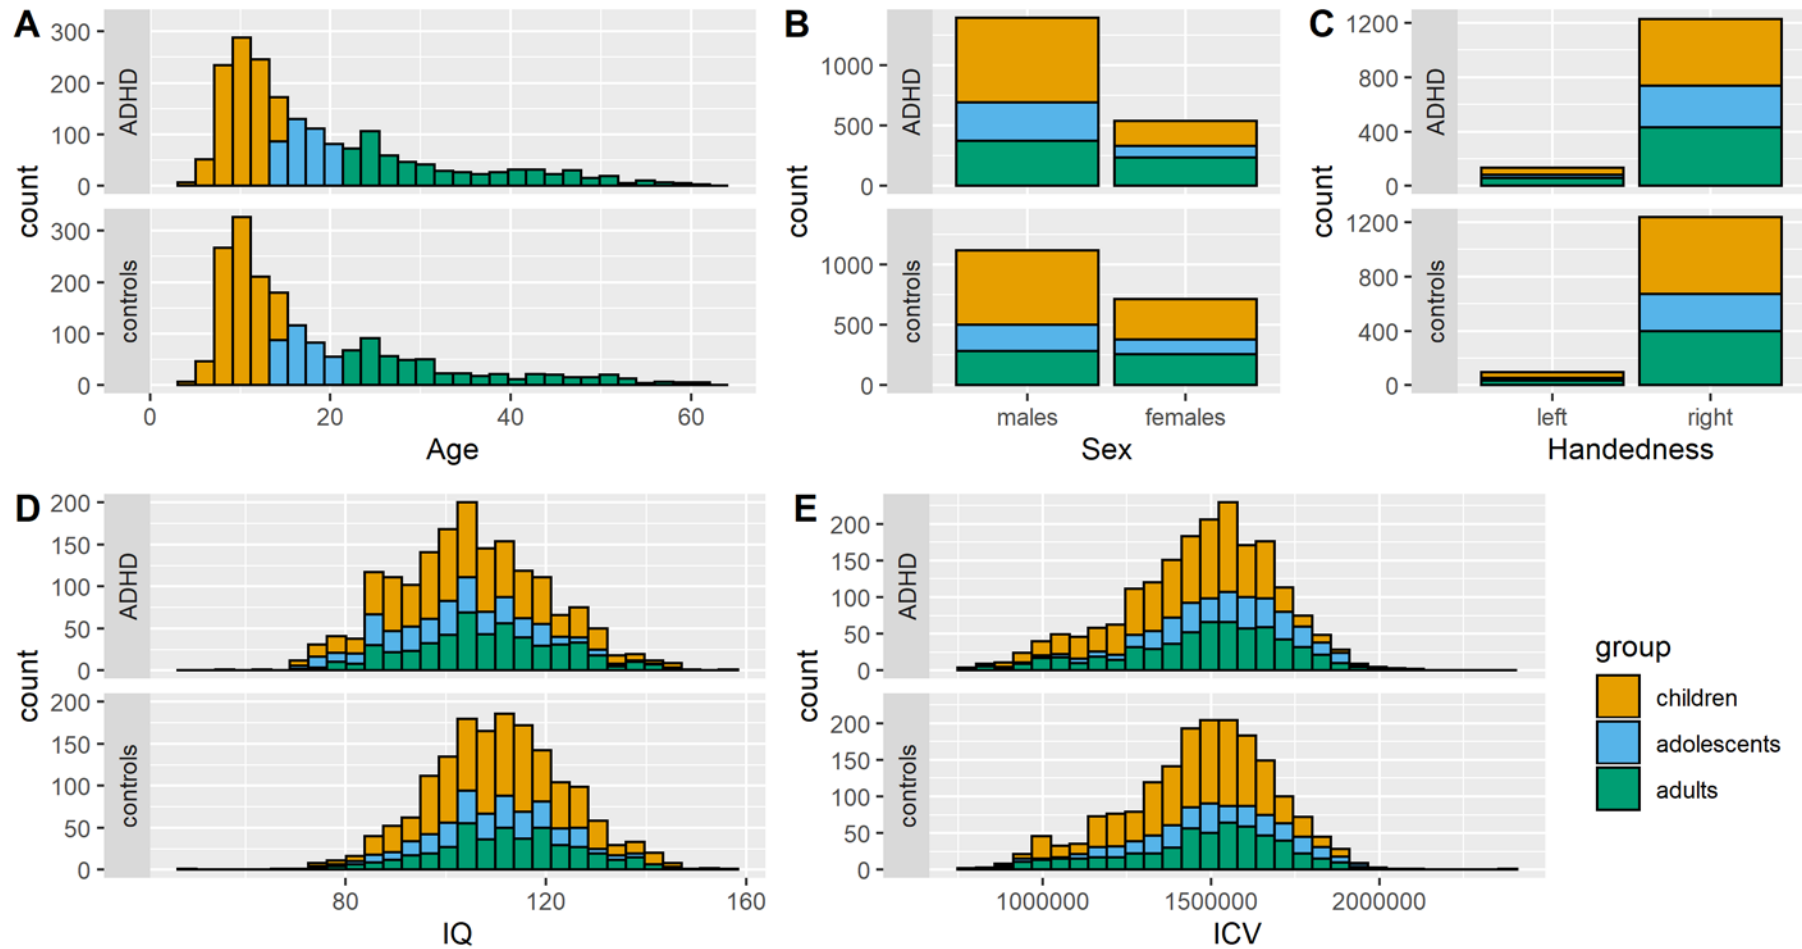 A
count
ADHD
300
200
100
0
controls
300
200
100
0
0 20 40 60
Age
B
count
ADHD
1000
500
0
count
controls
1000
500
0
males females
Sex
C
count
ADHD
1200
800
400
0
controls
1200
800
400
0
left right
Handedness
D
count
ADHD
200
150
100
50
0
controls
200
150
100
50
0
80 120 160
IQ
E
count
ADHD
200
150
100
50
0
controls
200
150
100
50
0
1000000 1500000 2000000
ICV
group
children
adolescents
adults